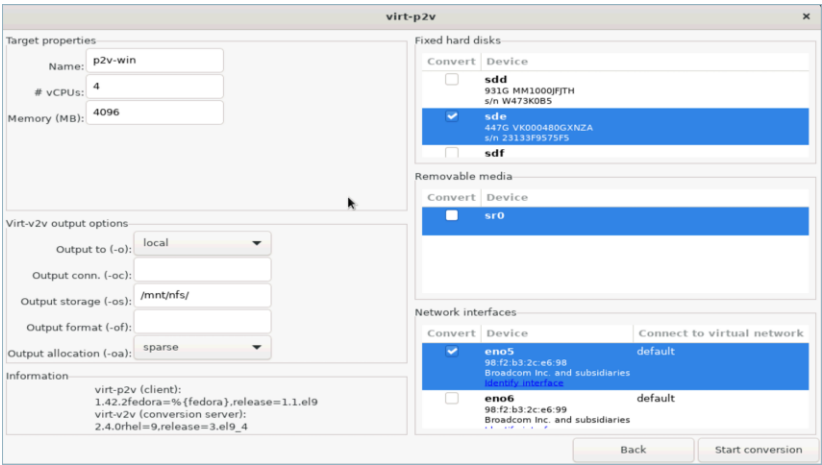 virt-p2v
×
Target properties
Name: p2v-win
# vCPUs: 4
Memory (MB): 4096
Virt-v2v output options
Output to (-o): local
Output conn. (-oc):
Output storage (-os): /mnt/nfs/
Output format (-of):
Output allocation (-oa): sparse
Information
virt-p2v (client):
1.42.2fedora=%{fedora},release=1.1.el9
virt-v2v (conversion server):
2.4.0rhel=9,release=3.el9_4
Fixed hard disks
Convert Device
sdd
931G MM1000JFJTH
s/n W473K0B5
sde
447G VK000480GXNZA
s/n 23133F9575F5
sdf
Removable media
Convert Device
sr0
Network interfaces
Convert Device Connect to virtual network
eno5 default
98:f2:b3:2c:e6:98
Broadcom Inc. and subsidiaries
Identify interface
eno6 default
98:f2:b3:2c:e6:99
Broadcom Inc. and subsidiaries
Back Start conversion